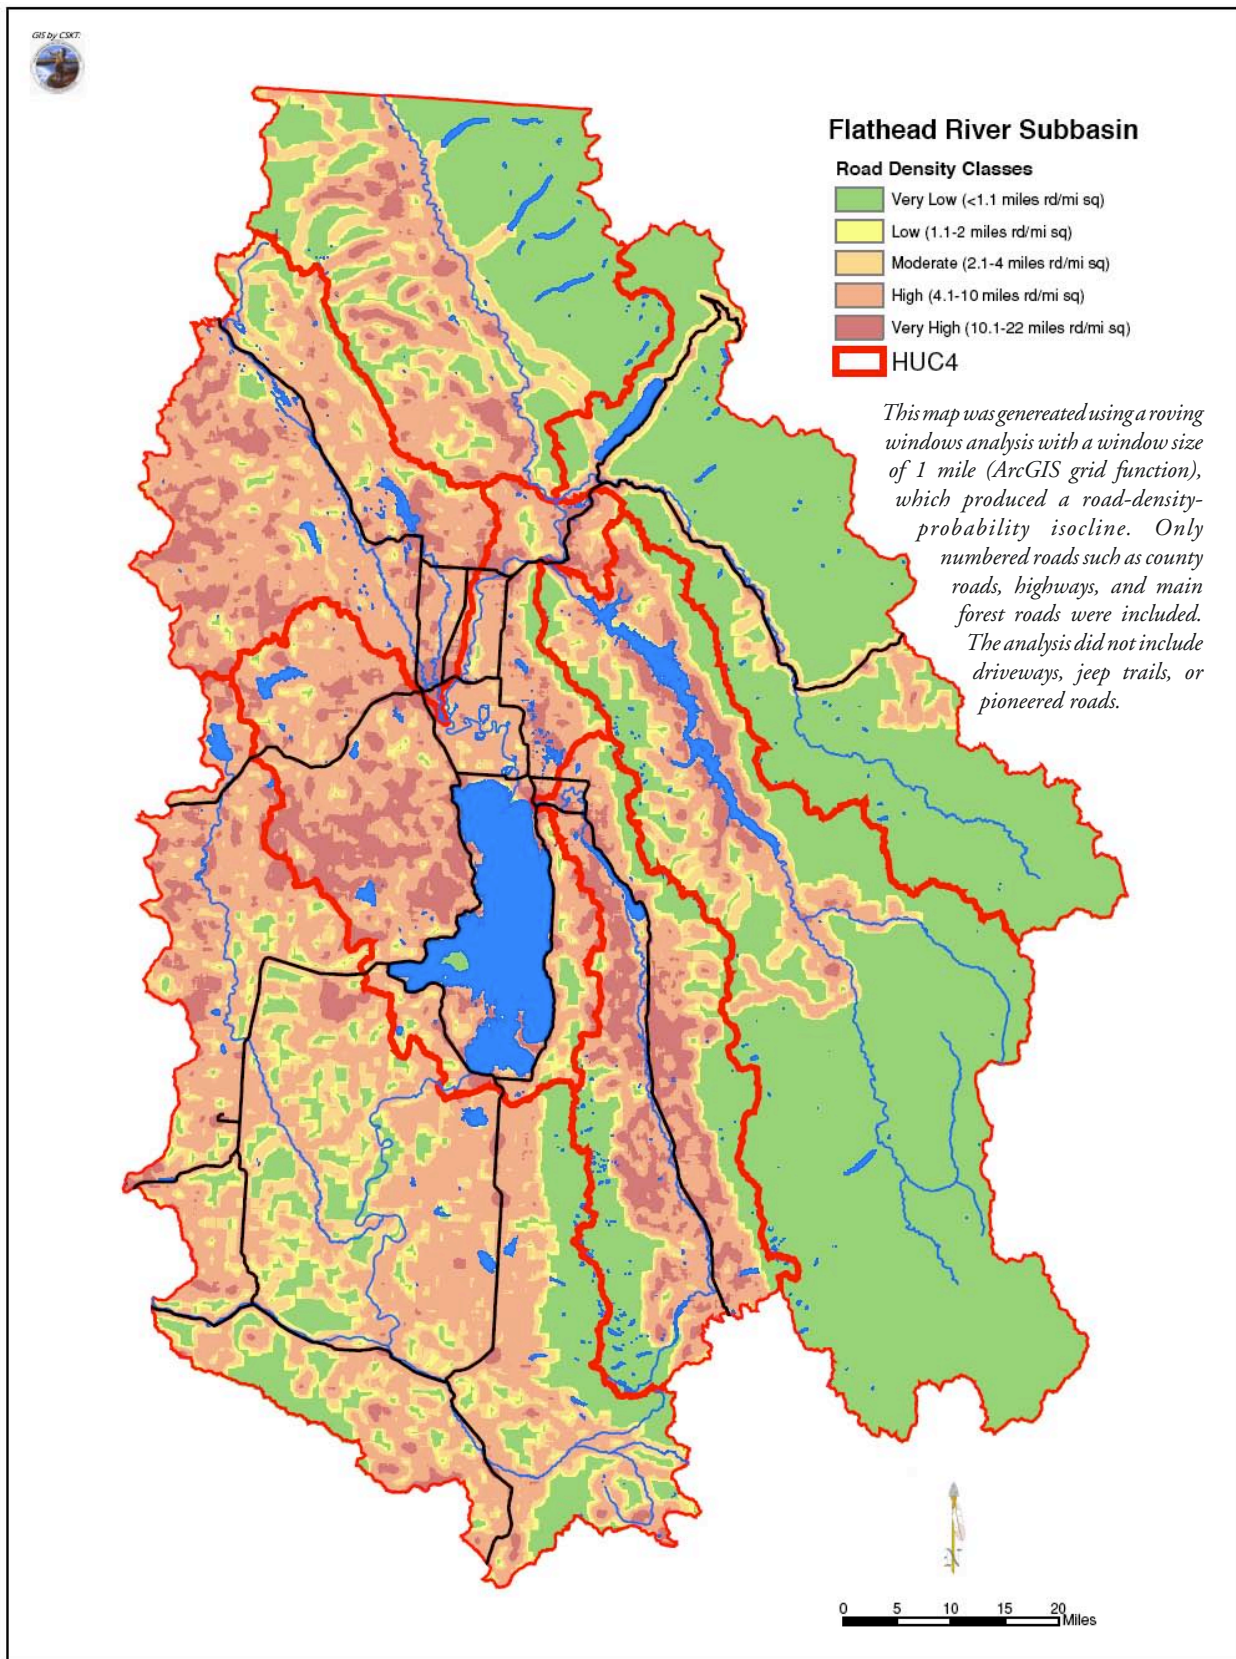 GIS by CSKT:
Flathead River Subbasin
Road Density Classes
Very Low (<1.1 miles rd/mi sq)
Low (1.1-2 miles rd/mi sq)
Moderate (2.1-4 miles rd/mi sq)
High (4.1-10 miles rd/mi sq)
Very High (10.1-22 miles rd/mi sq)
HUC4
This map was genereated using a roving
windows analysis with a window size
of 1 mile (ArcGIS grid function),
which produced a road-density-
probability isocline. Only
numbered roads such as county
roads, highways, and main
forest roads were included.
The analysis did not include
driveways, jeep trails, or
pioneered roads.
0 5 10 15 20
Miles